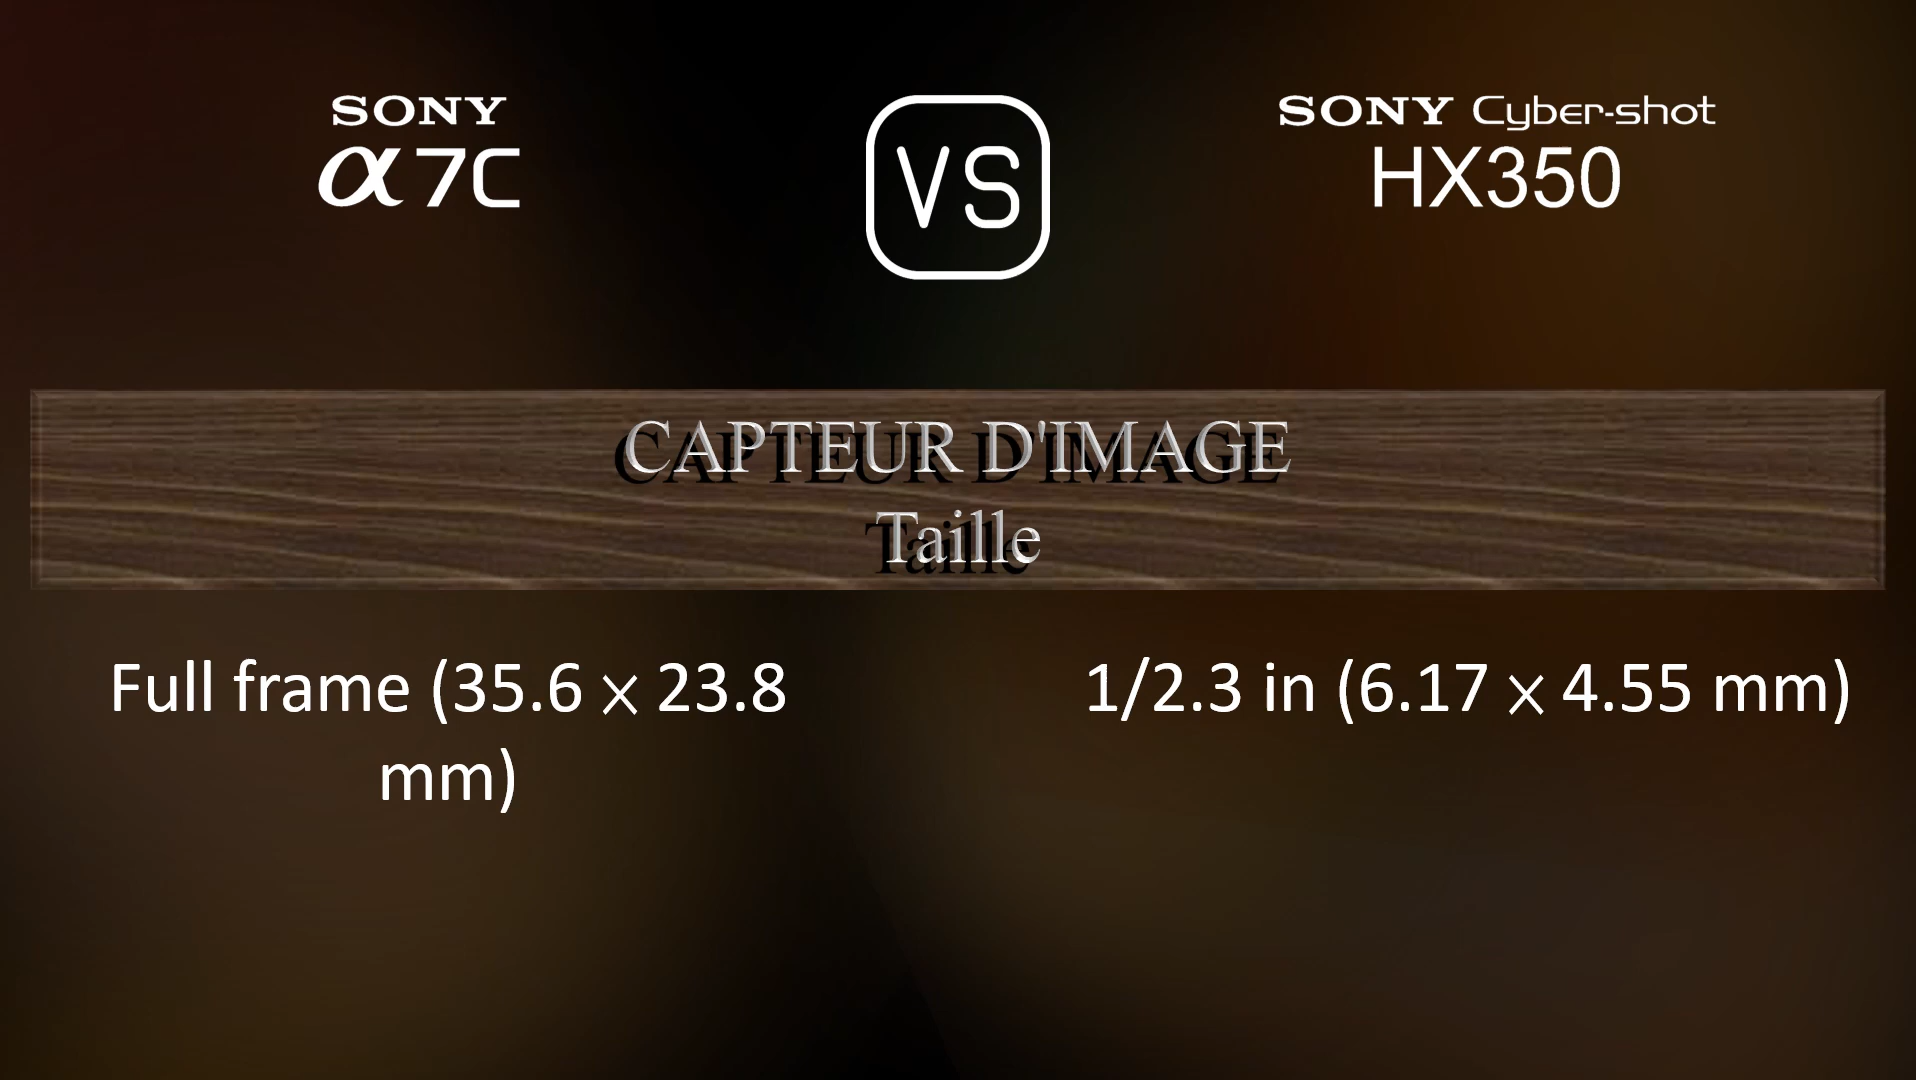 SONY
α7C
VS
SONY Cyber-shot
HX350
CAPTEUR D'IMAGE
Taille
Full frame (35.6 x 23.8
mm)
1/2.3 in (6.17 x 4.55 mm)